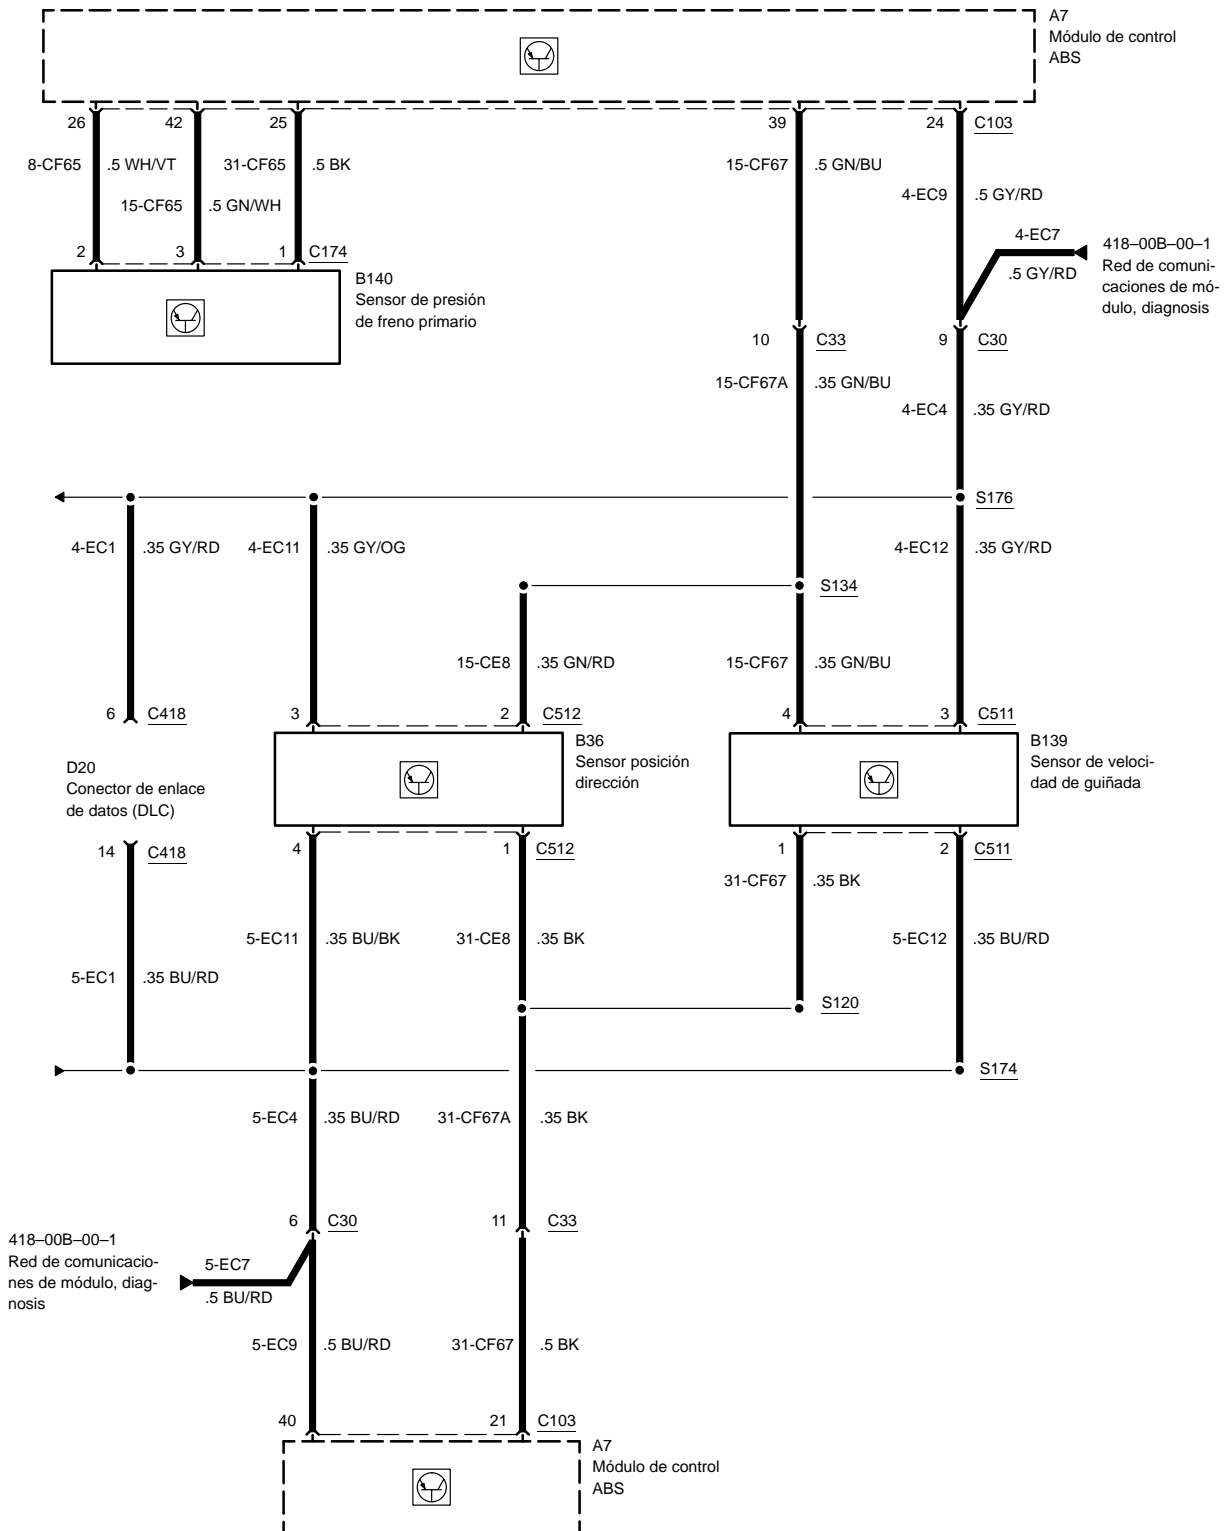 A7
Módulo de control
ABS
26 42 25 39 24 C103
8-CF65 .5 WH/VT 31-CF65 .5 BK 15-CF67 .5 GN/BU
15-CF65 .5 GN/WH 4-EC9 .5 GY/RD
4-EC7
.5 GY/RD
418–00B–00–1
Red de comuni-
caciones de mó-
dulo, diagnosis
2 3 1 C174
B140
Sensor de presión
de freno primario
10 C33 9 C30
15-CF67A .35 GN/BU
4-EC4 .35 GY/RD
S176
4-EC1 .35 GY/RD 4-EC11 .35 GY/OG 4-EC12 .35 GY/RD
S134
15-CE8 .35 GN/RD 15-CF67 .35 GN/BU
6 C418 3 2 C512 4 3 C511
D20
Conector de enlace
de datos (DLC)
B36
Sensor posición
dirección
B139
Sensor de veloci-
dad de guiñada
14 C418 4 1 C512 1 2 C511
31-CF67 .35 BK
5-EC11 .35 BU/BK 31-CE8 .35 BK 5-EC12 .35 BU/RD
5-EC1 .35 BU/RD
S120
S174
5-EC4 .35 BU/RD 31-CF67A .35 BK
6 C30 11 C33
418–00B–00–1
Red de comunicacio-
nes de módulo, diag-
nosis
5-EC7
.5 BU/RD
5-EC9 .5 BU/RD 31-CF67 .5 BK
40 21 C103
A7
Módulo de control
ABS